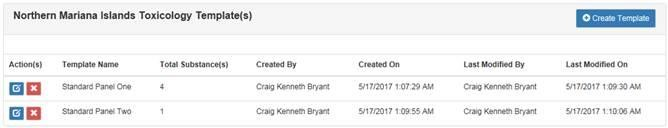 Northern Mariana Islands Toxicology Template(s) Create Template
Action(s) Template Name Total Substance(s) Created By Created On Last Modified By Last Modified On
Standard Panel One 4 Craig Kenneth Bryant 5/17/2017 1:07:29 AM Craig Kenneth Bryant 5/17/2017 1:09:30 AM
Standard Panel Two 1 Craig Kenneth Bryant 5/17/2017 1:09:55 AM Craig Kenneth Bryant 5/17/2017 1:10:06 AM